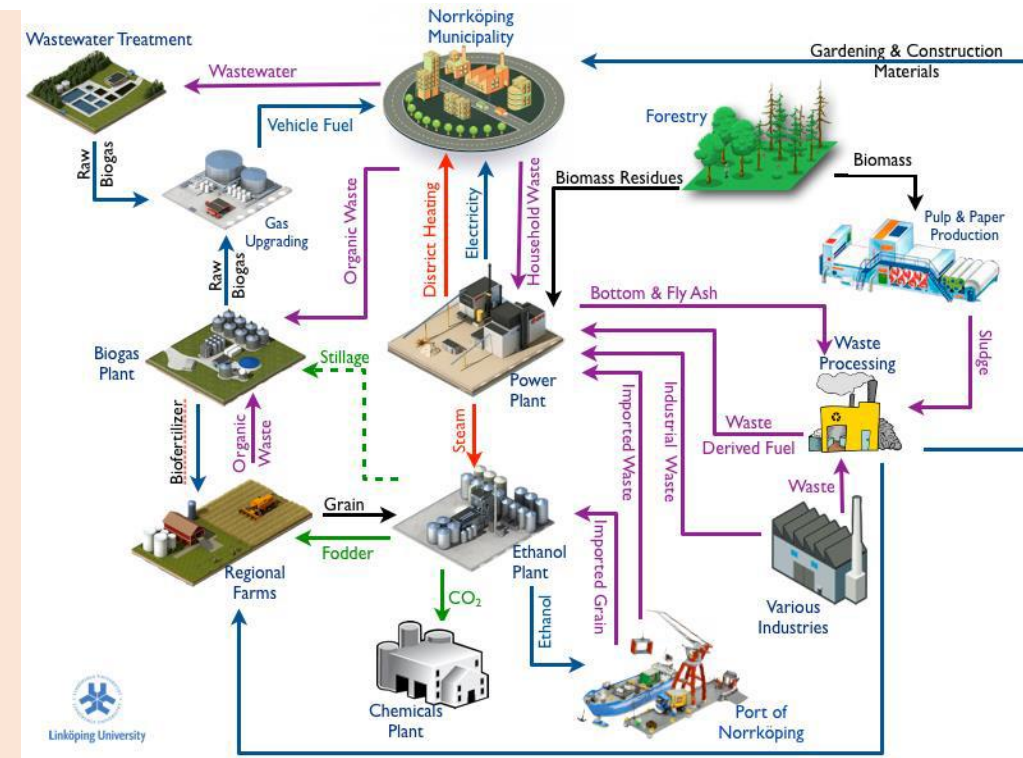 Norrköping
Municipality
Wastewater Treatment
Gardening & Construction
Materials
Wastewater
Forestry
Vehicle Fuel
Biomass
Biomass Residues
Raw
Biogas
Gas
Upgrading
Organic Waste
District Heating
Electricity
Household Waste
Pulp & Paper
Production
Raw
Biogas
Bottom & Fly Ash
Biogas
Plant
Stillage
Power
Plant
Waste
Processing
Sludge
Biofertilizer
Organic
Waste
Steam
Imported Waste
Industrial Waste
Waste
Derived Fuel
Grain
Fodder
Waste
Regional
Farms
Ethanol
Plant
Imported Grain
CO₂
Ethanol
Various
Industries
Chemicals
Plant
Port of
Norrköping
Linköping University